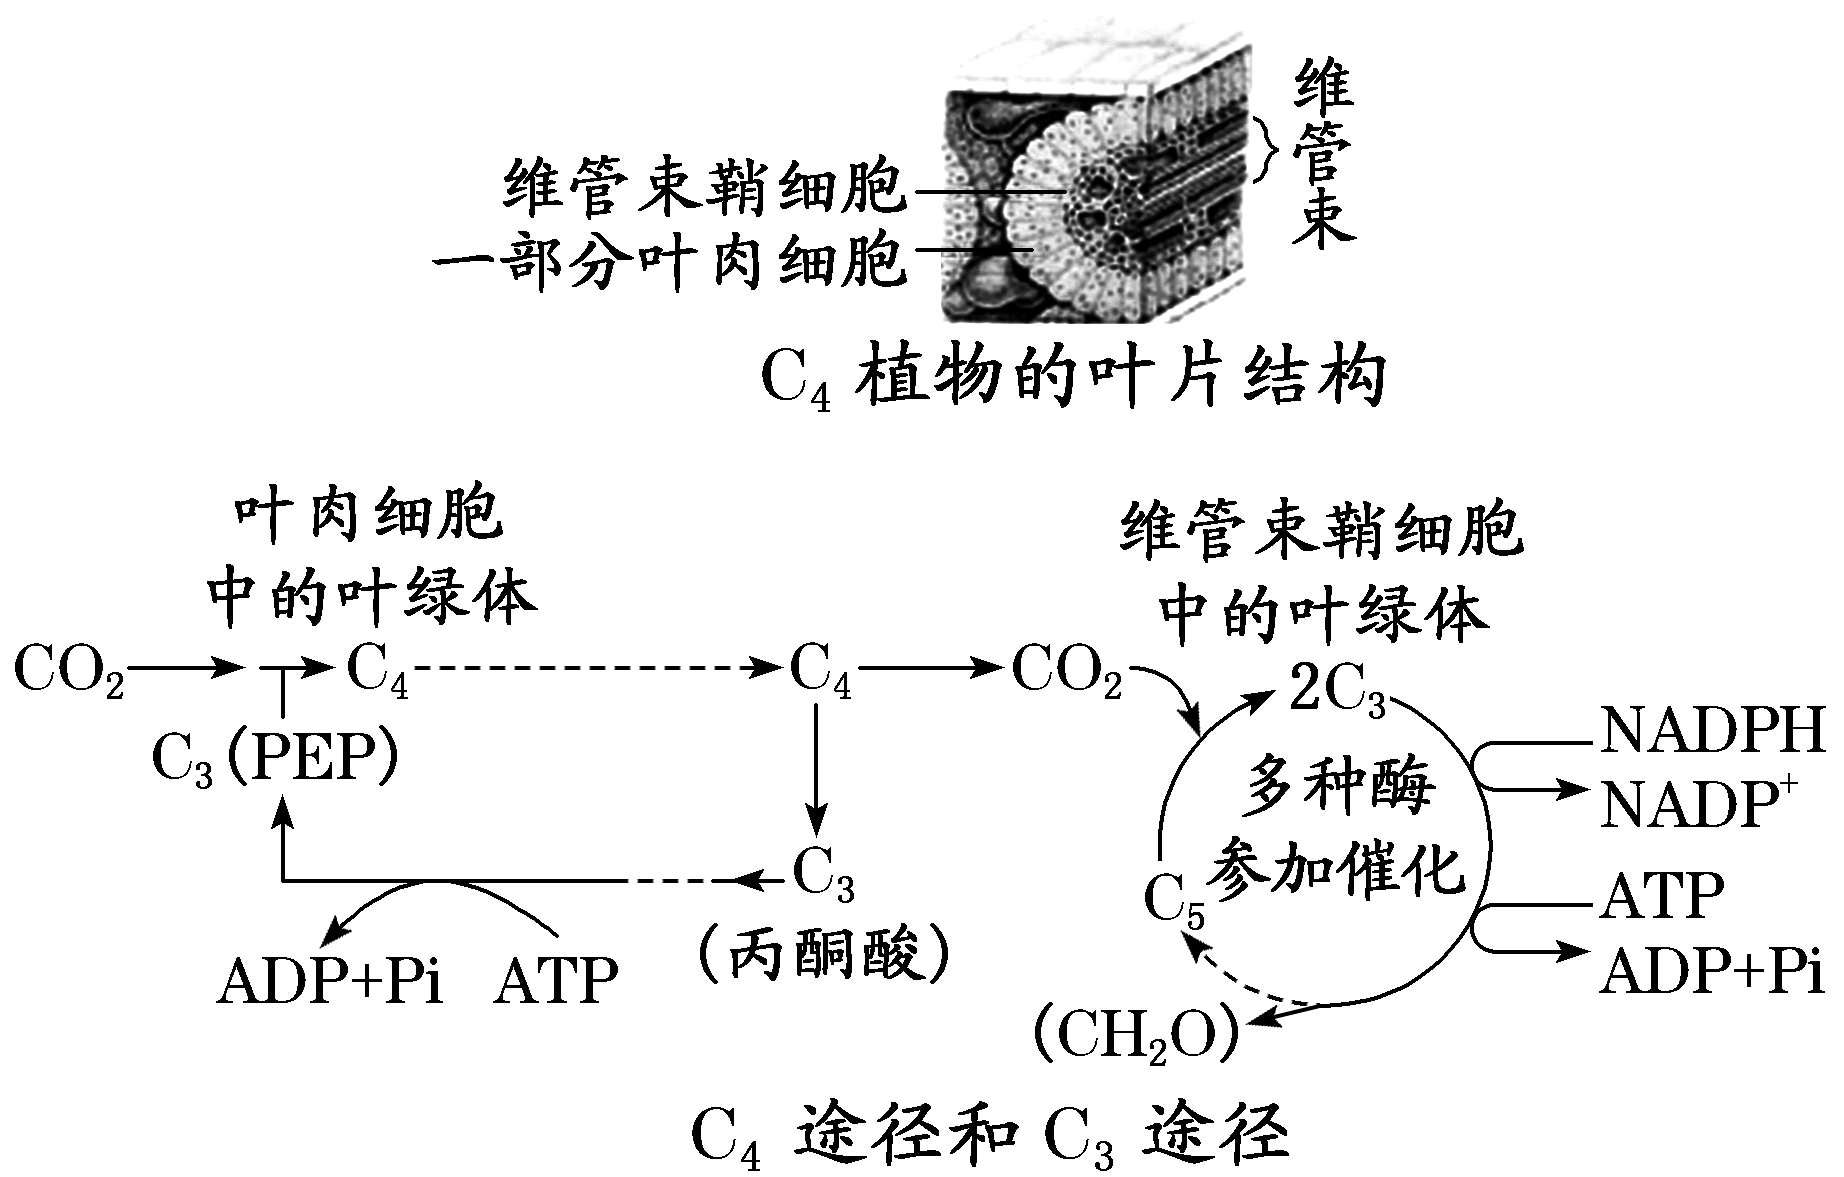 维管束
维管束鞘细胞
一部分叶肉细胞
C₄ 植物的叶片结构
叶肉细胞
中的叶绿体
维管束鞘细胞
中的叶绿体
CO₂
C₄
C₄
CO₂
2C₃
C₃(PEP)
NADPH
NADP⁺
多种酶
参加催化
C₃
(丙酮酸)
C₅
ATP
ADP+Pi
ADP+Pi
ATP
(CH₂O)
C₄ 途径和 C₃ 途径